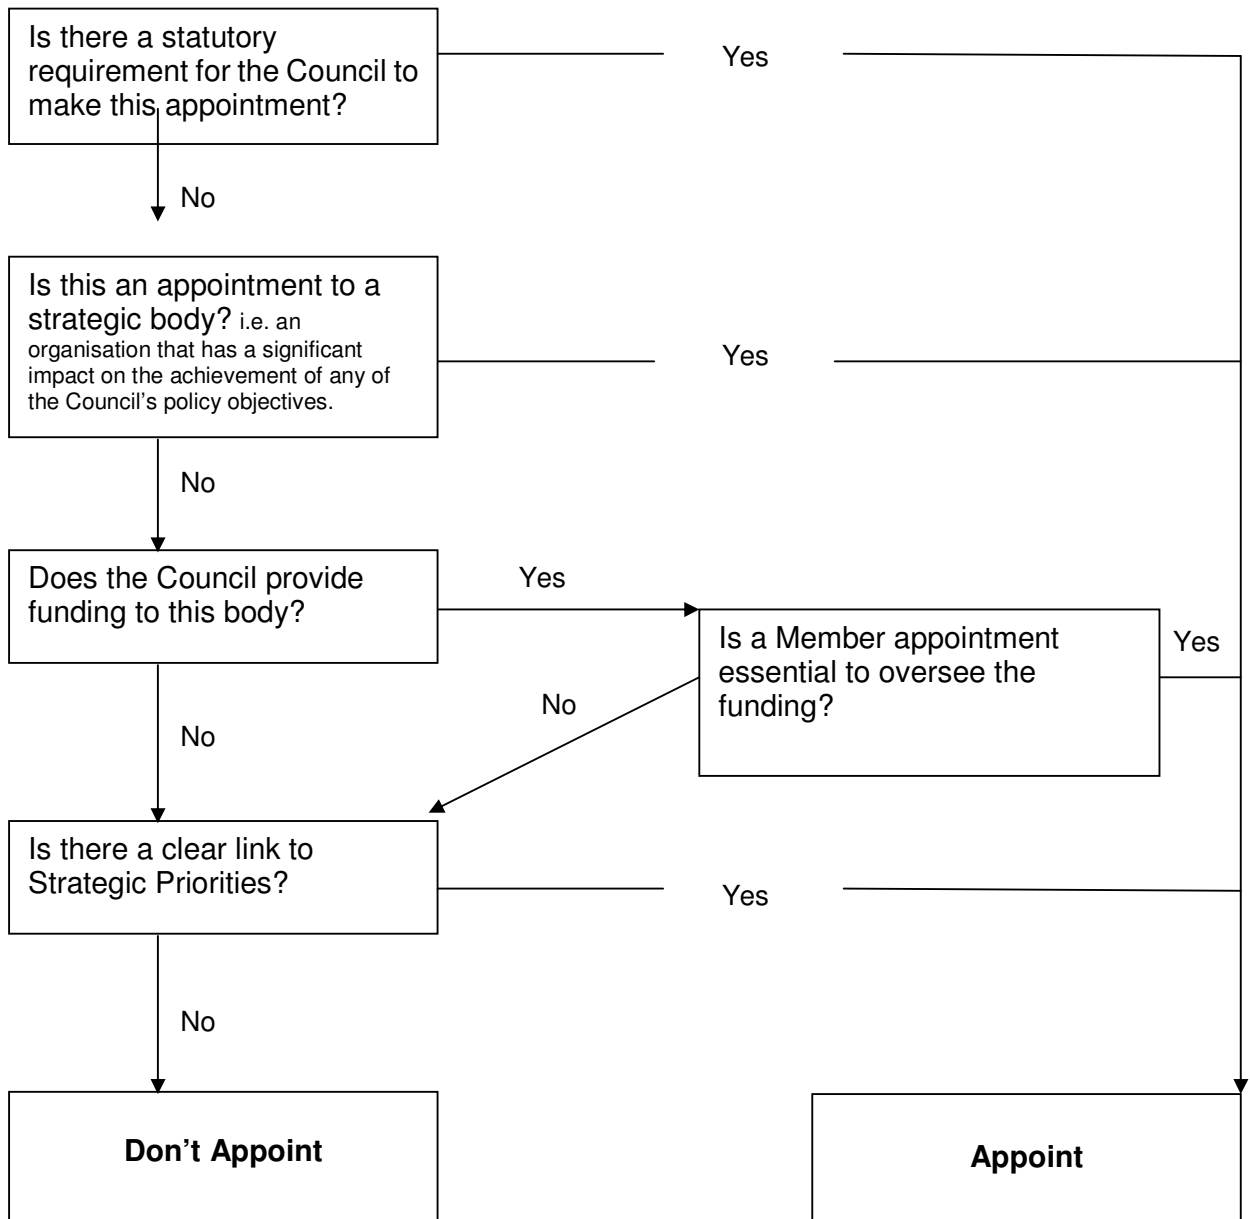 Is there a statutory
requirement for the Council to
make this appointment?
Yes
No
Is this an appointment to a
strategic body? i.e. an
organisation that has a significant
impact on the achievement of any of
the Council’s policy objectives.
Yes
No
Does the Council provide
funding to this body?
Yes
Is a Member appointment
essential to oversee the
funding?
Yes
No
No
Is there a clear link to
Strategic Priorities?
Yes
No
Don’t Appoint
Appoint